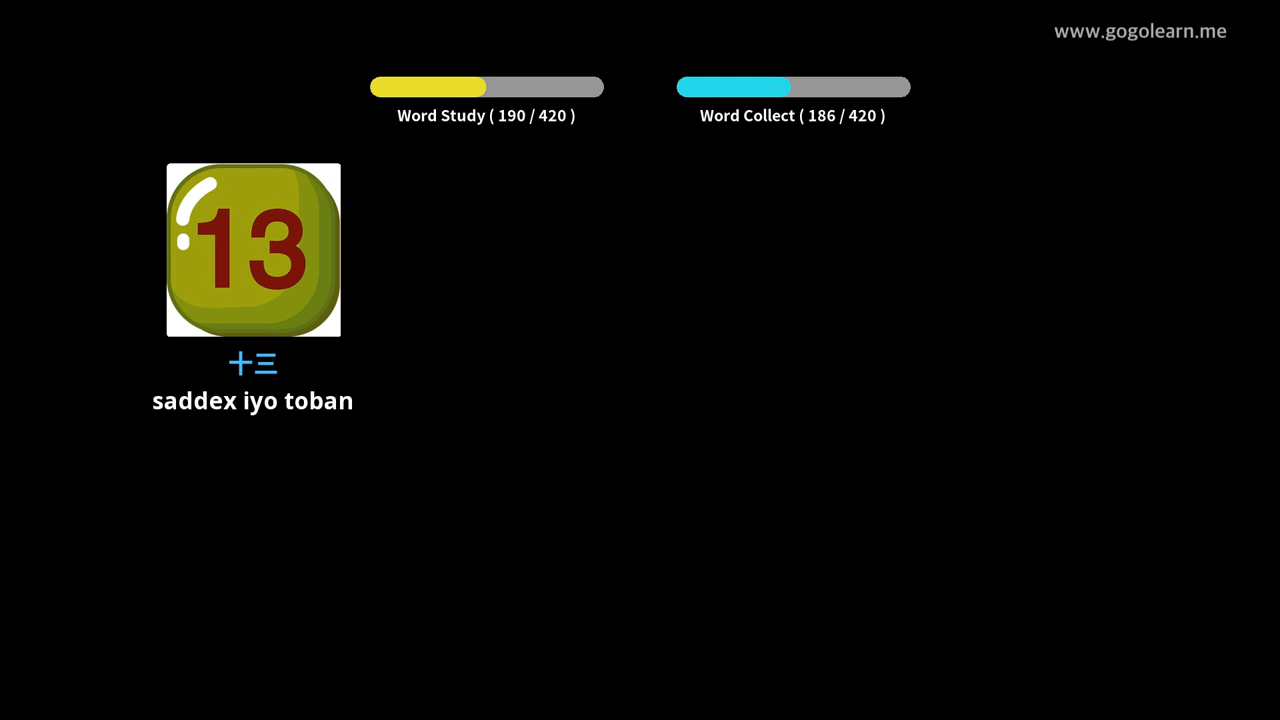 www.gogolearn.me
Word Study ( 190 / 420 )
Word Collect ( 186 / 420 )
13
十三
saddex iyo toban